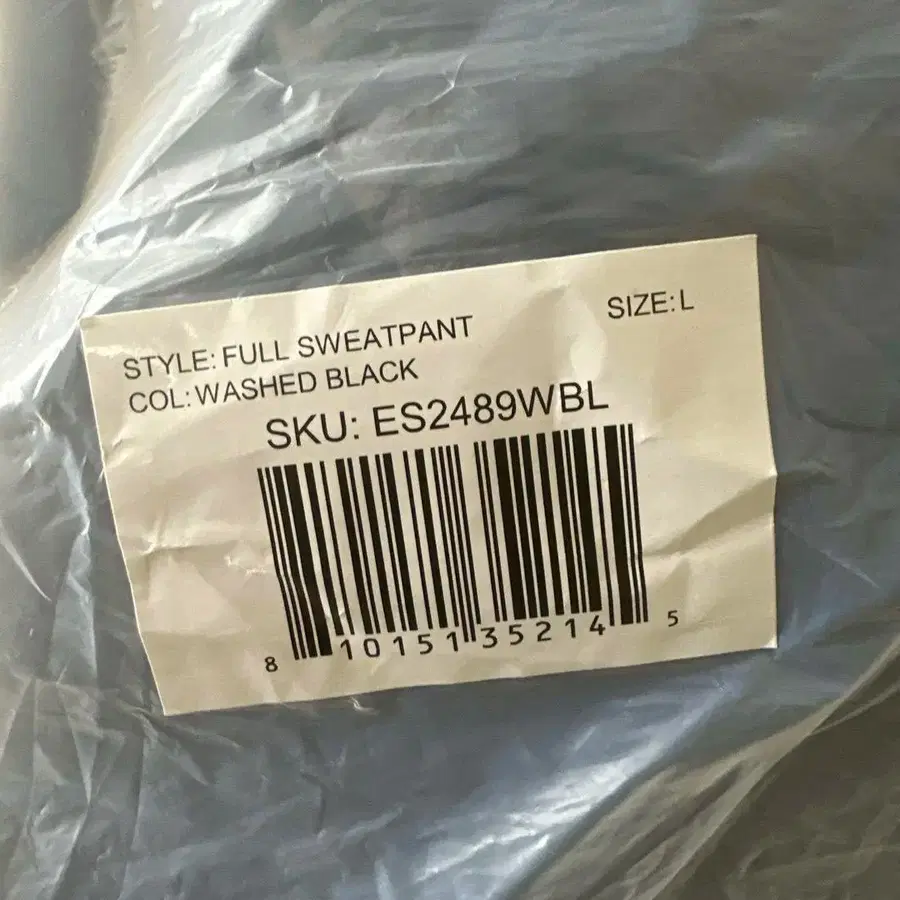 STYLE: FULL SWEATPANT
SIZE: L
COL: WASHED BLACK
SKU: ES2489WBL
8 10151 35214 5